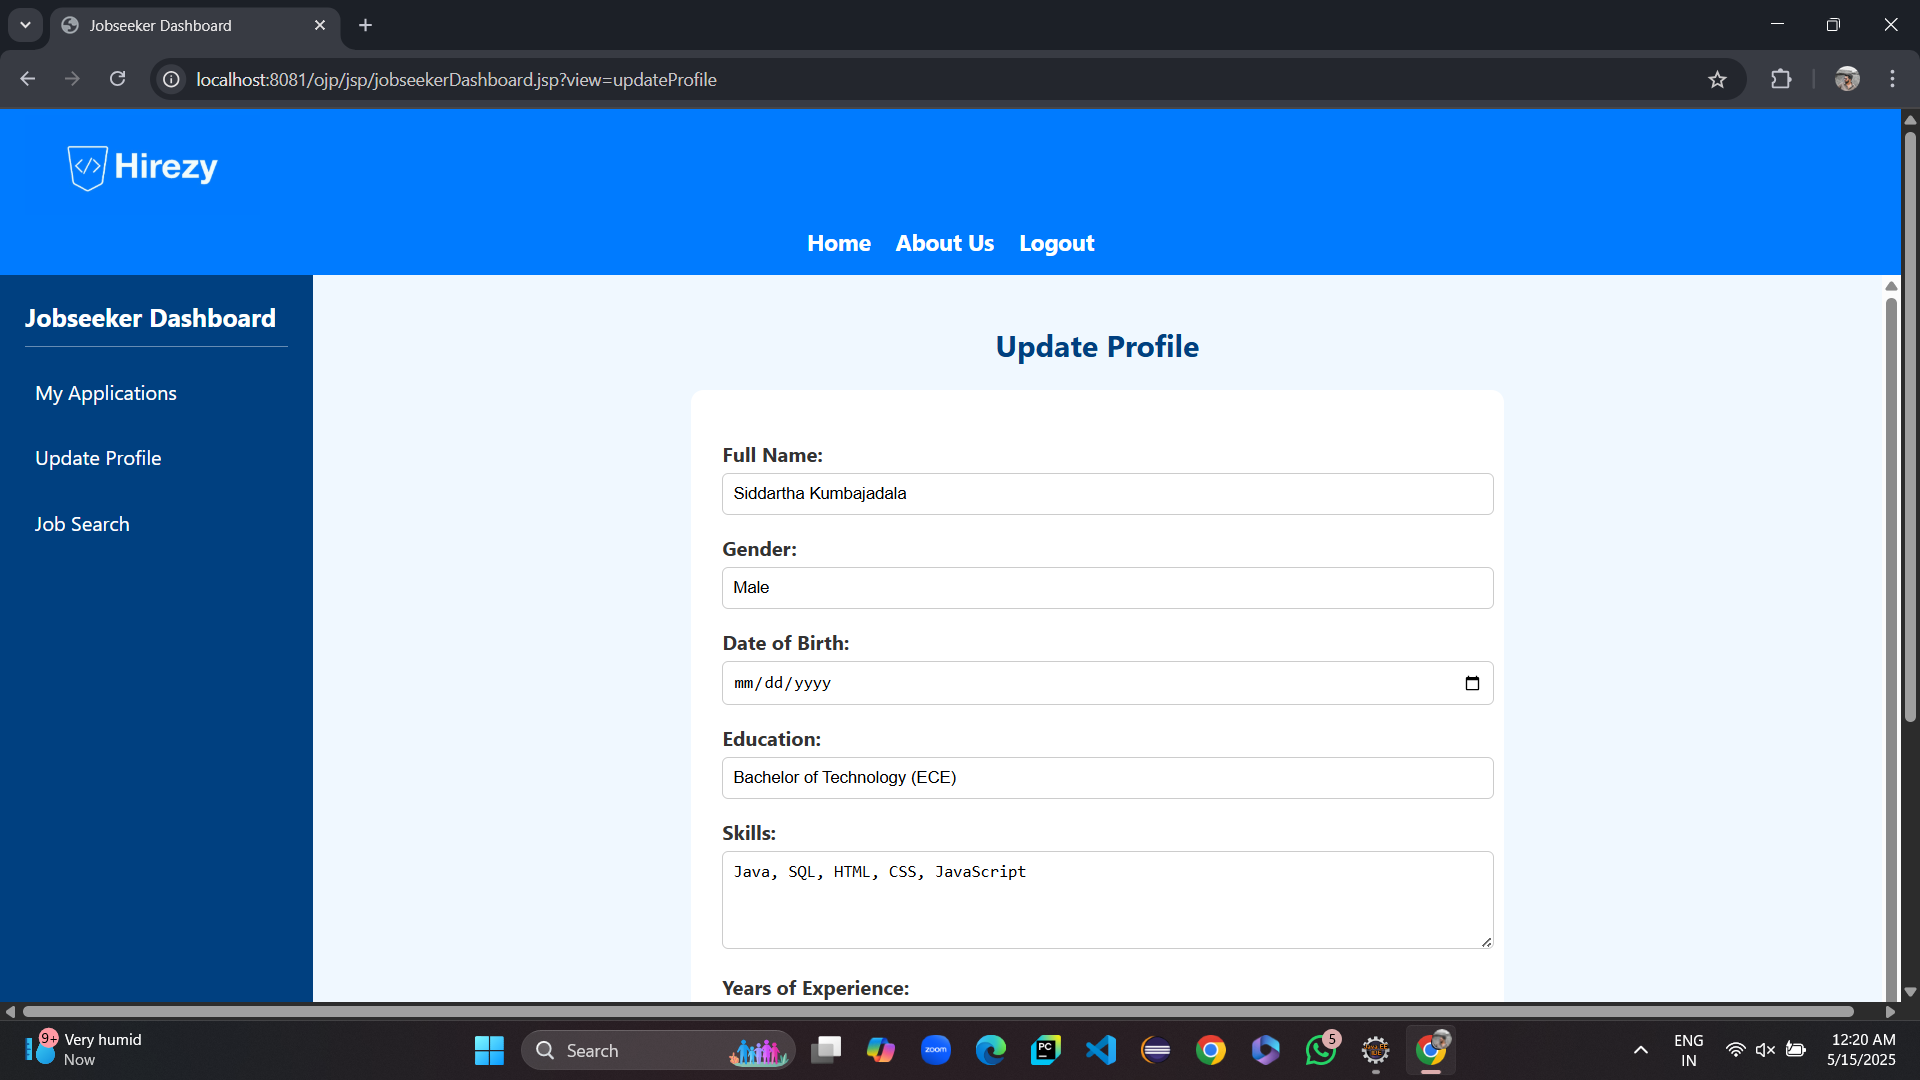 Jobseeker Dashboard
localhost:8081/ojp/jsp/jobseekerDashboard.jsp?view=updateProfile
</> Hirezy
Home About Us Logout
Jobseeker Dashboard
My Applications
Update Profile
Job Search
Update Profile
Full Name:
Siddartha Kumbajadala
Gender:
Male
Date of Birth:
mm/dd/yyyy
Education:
Bachelor of Technology (ECE)
Skills:
Java, SQL, HTML, CSS, JavaScript
Years of Experience:
9+
Very humid
Now
Search
zoom
PC
5
ENG
IN
12:20 AM
5/15/2025